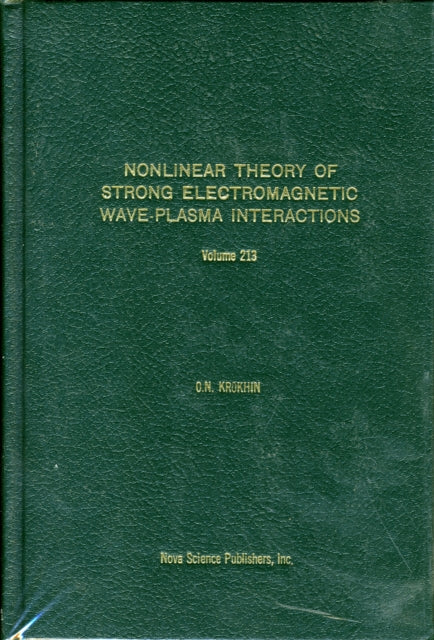 NONLINEAR THEORY OF
STRONG ELECTROMAGNETIC
WAVE-PLASMA INTERACTIONS
Volume 213
O.N. KROKHIN
Nova Science Publishers, Inc.